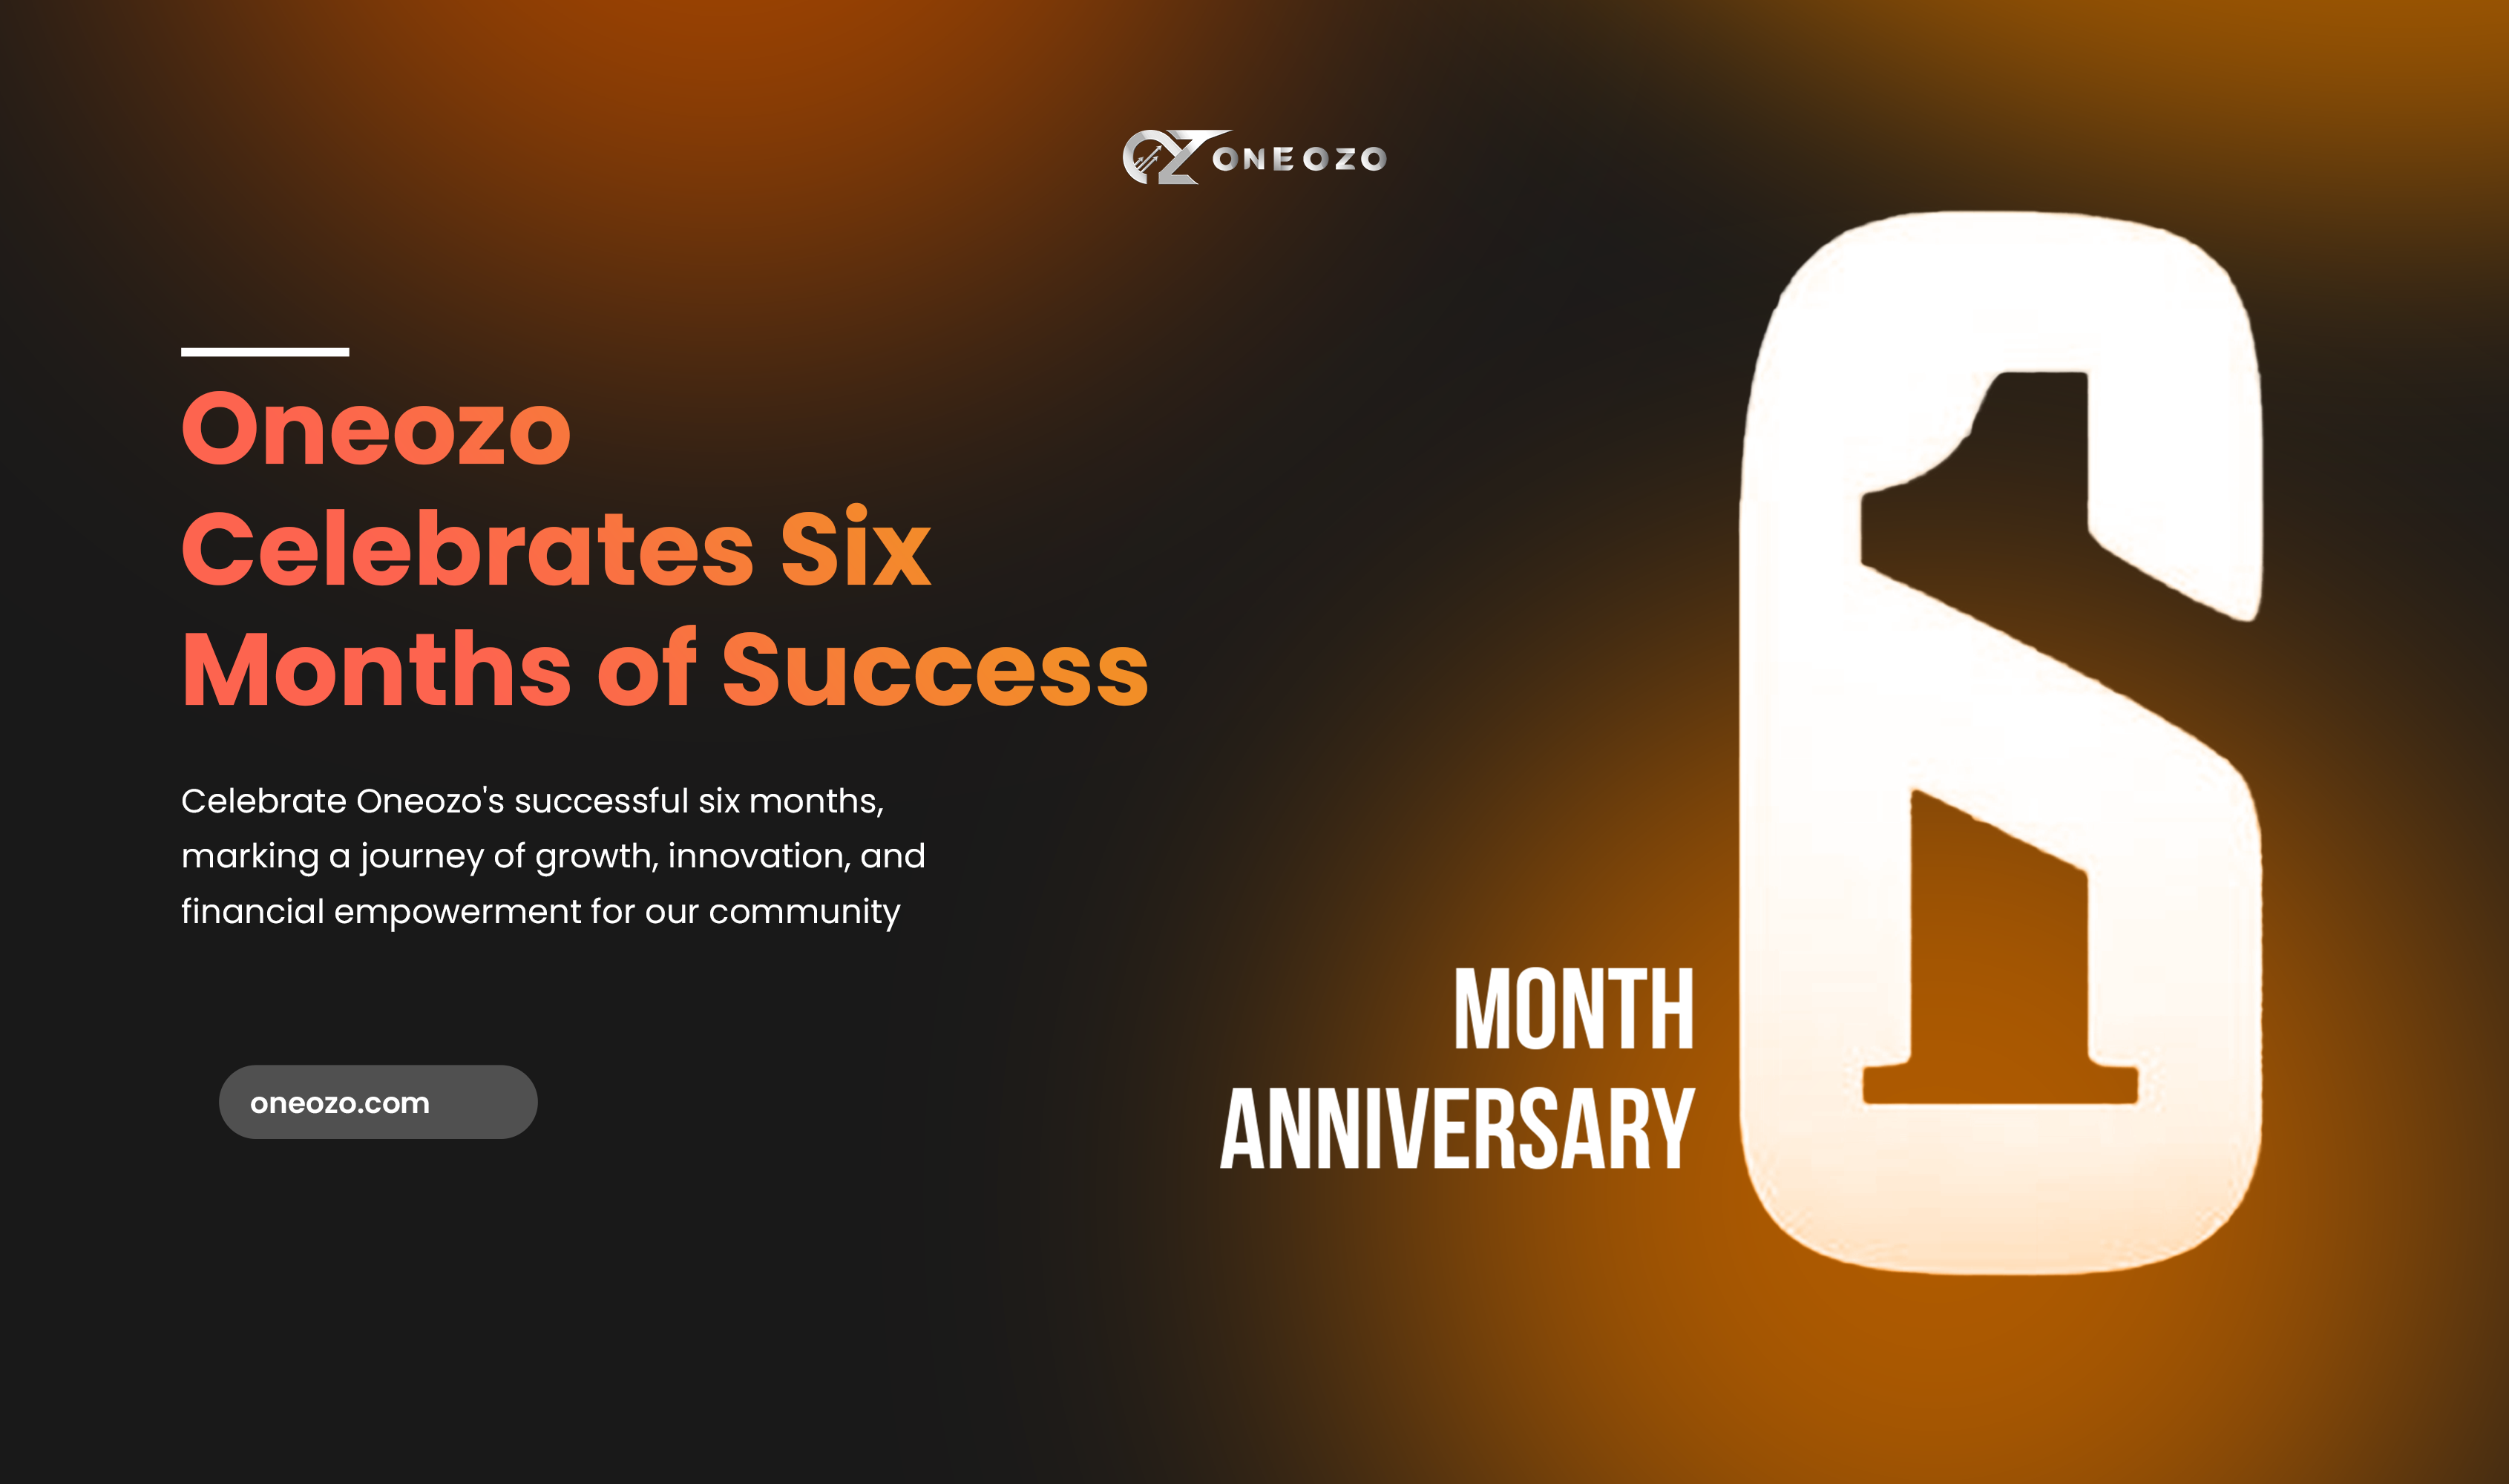 ONEOZO
Oneozo
Celebrates Six
Months of Success
Celebrate Oneozo's successful six months,
marking a journey of growth, innovation, and
financial empowerment for our community
oneozo.com
MONTH
ANNIVERSARY
6